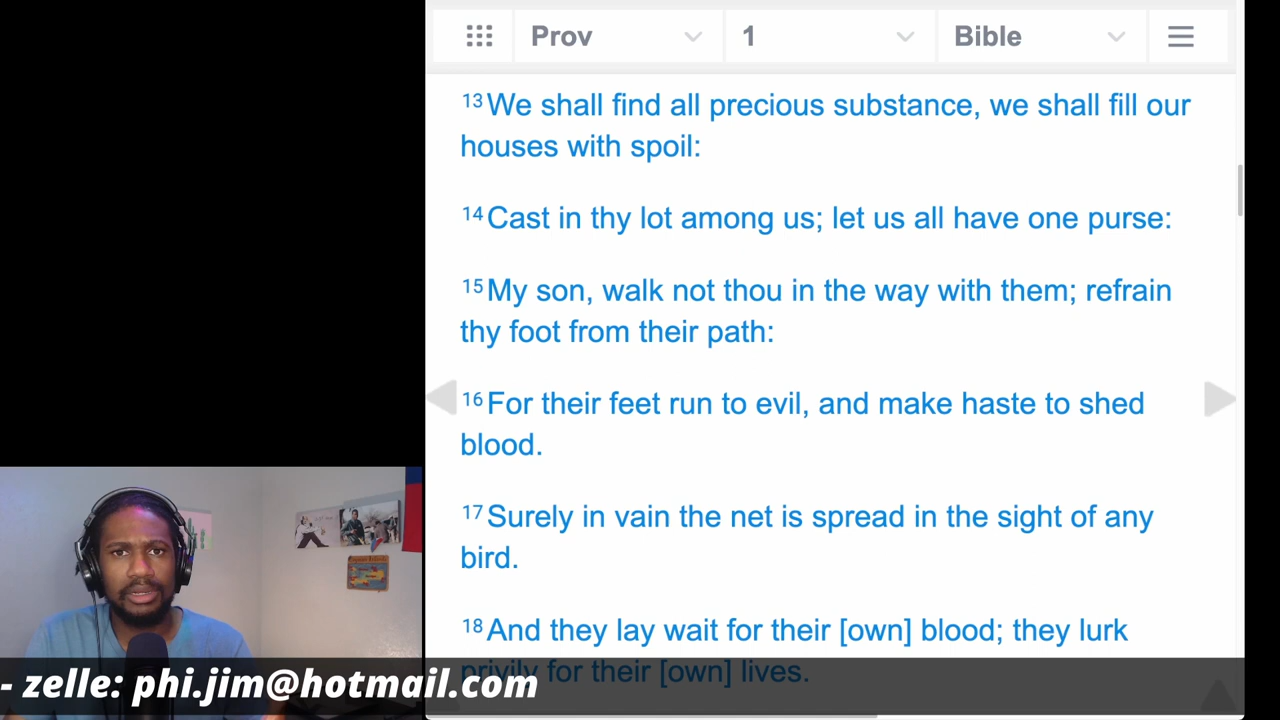 Prov 1 Bible
13 We shall find all precious substance, we shall fill our
houses with spoil:
14 Cast in thy lot among us; let us all have one purse:
15 My son, walk not thou in the way with them; refrain
thy foot from their path:
16 For their feet run to evil, and make haste to shed
blood.
17 Surely in vain the net is spread in the sight of any
bird.
18 And they lay wait for their [own] blood; they lurk
privily for their [own] lives.
- zelle: phi.jim@hotmail.com